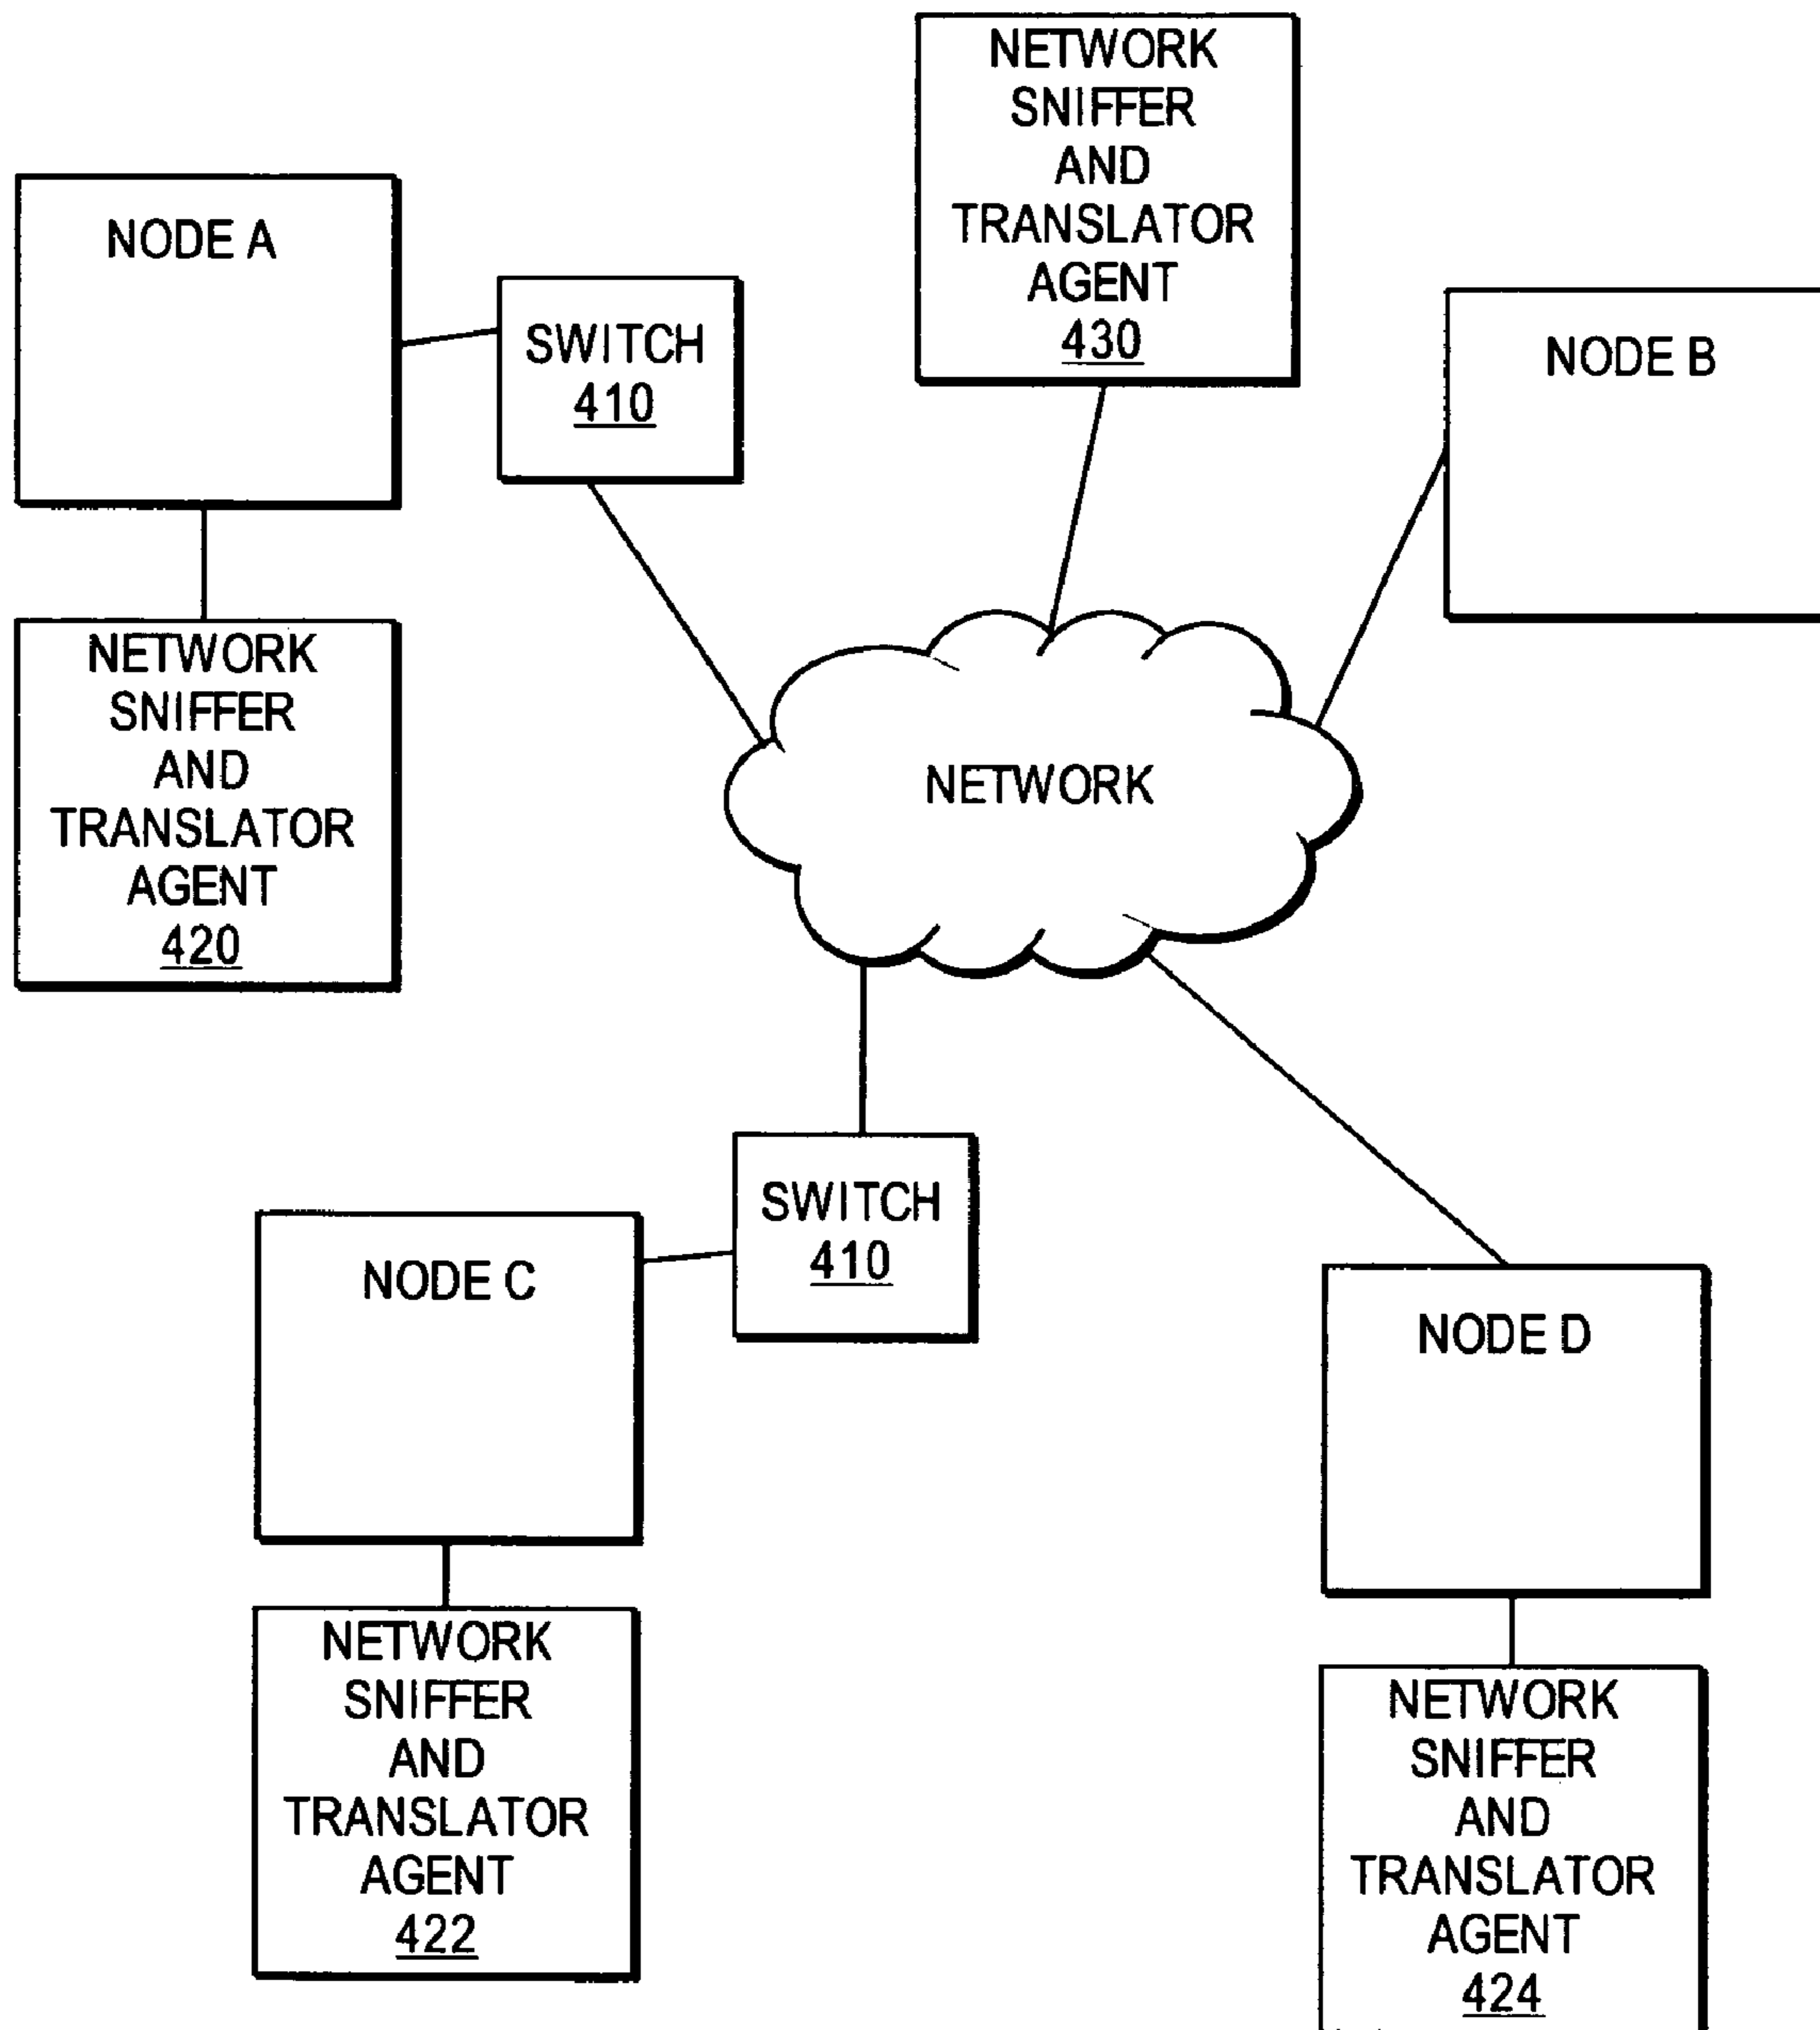 NETWORK
SNIFFER
AND
TRANSLATOR
AGENT
430
NODE A
SWITCH
410
NODE B
NETWORK
SNIFFER
AND
TRANSLATOR
AGENT
420
NETWORK
SWITCH
410
NODE C
NODE D
NETWORK
SNIFFER
AND
TRANSLATOR
AGENT
422
NETWORK
SNIFFER
AND
TRANSLATOR
AGENT
424